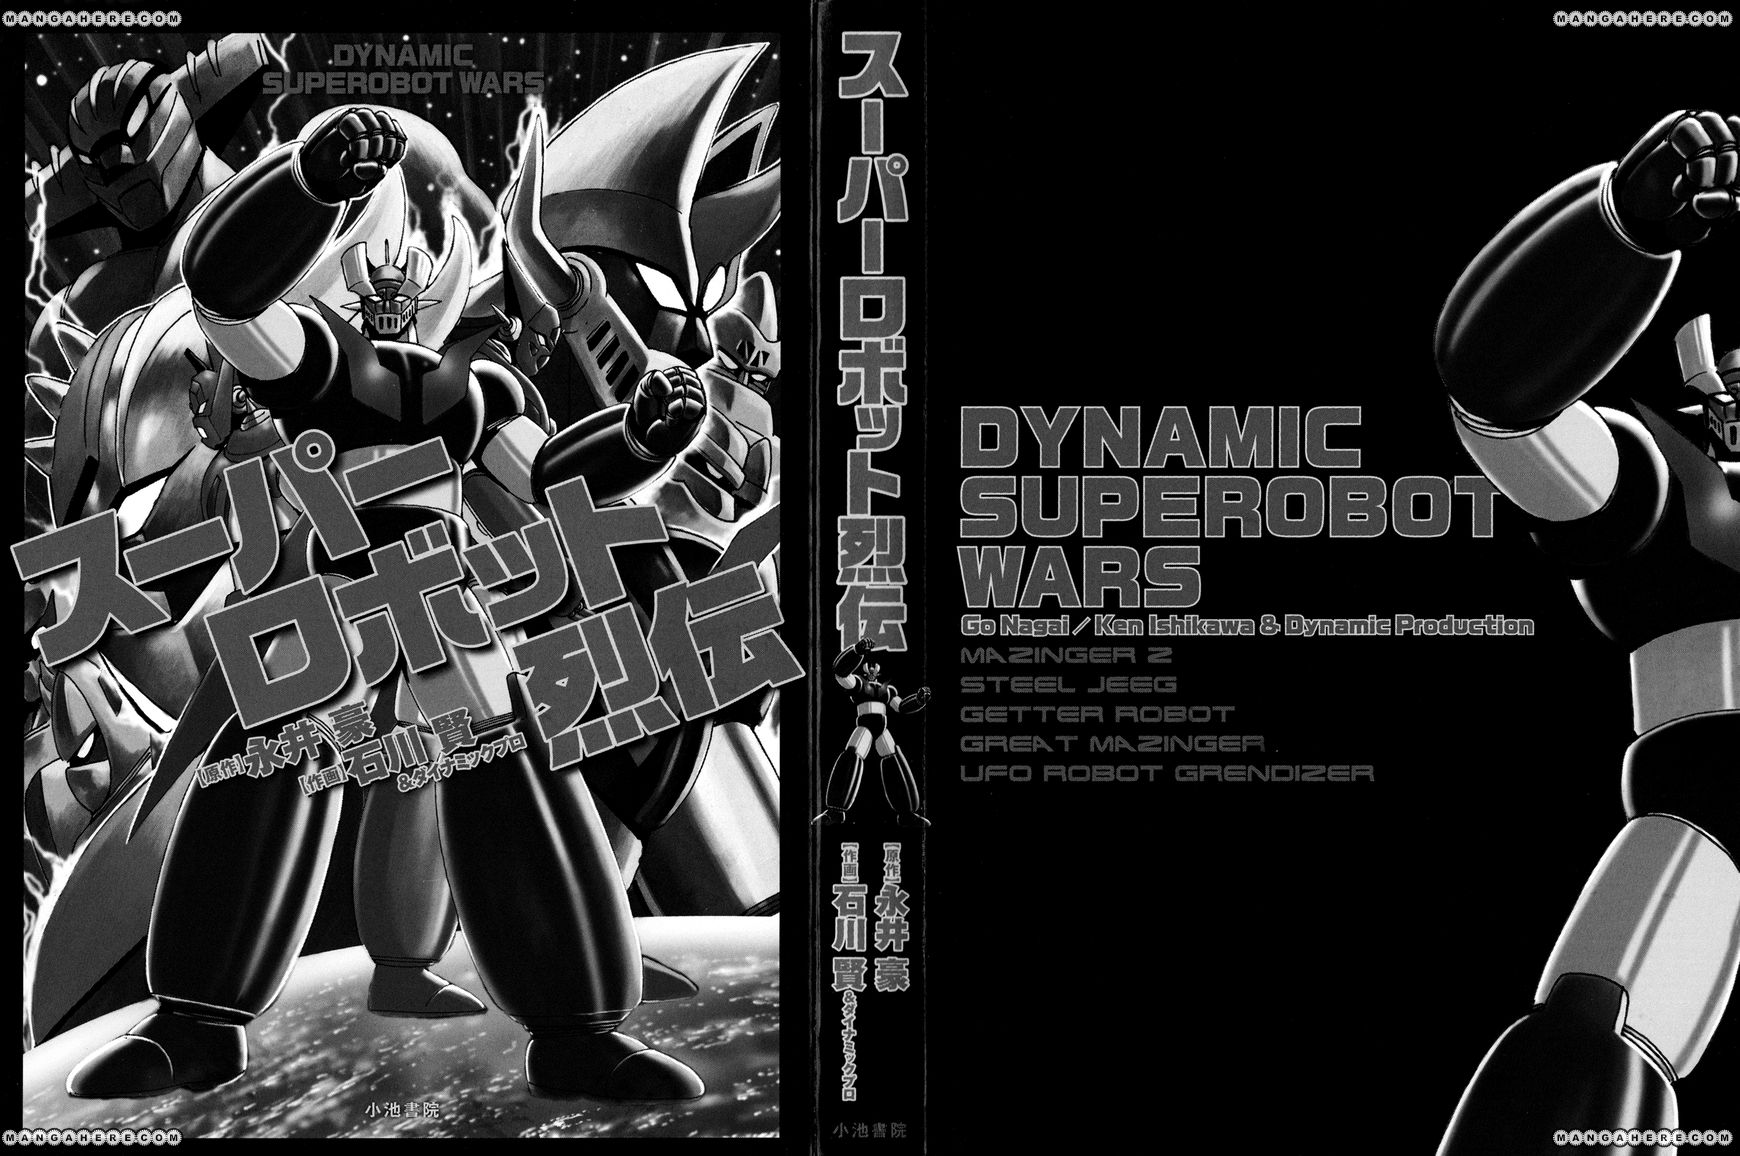 MANGAHERE.COM
MANGAHERE.COM
DYNAMIC
SUPEROBOT WARS
スーパー
ロボット
烈伝
【原作】永井 豪
【作画】石川 賢
&ダイナミックプロ
小池書院
スーパーロボット烈伝
【原作】永井 豪
【作画】石川 賢&ダイナミックプロ
小池書院
DYNAMIC
SUPEROBOT
WARS
Go Nagai／Ken Ishikawa & Dynamic Production
MAZINGER Z
STEEL JEEG
GETTER ROBOT
GREAT MAZINGER
UFO ROBOT GRENDIZER
MANGAHERE.COM
MANGAHERE.COM